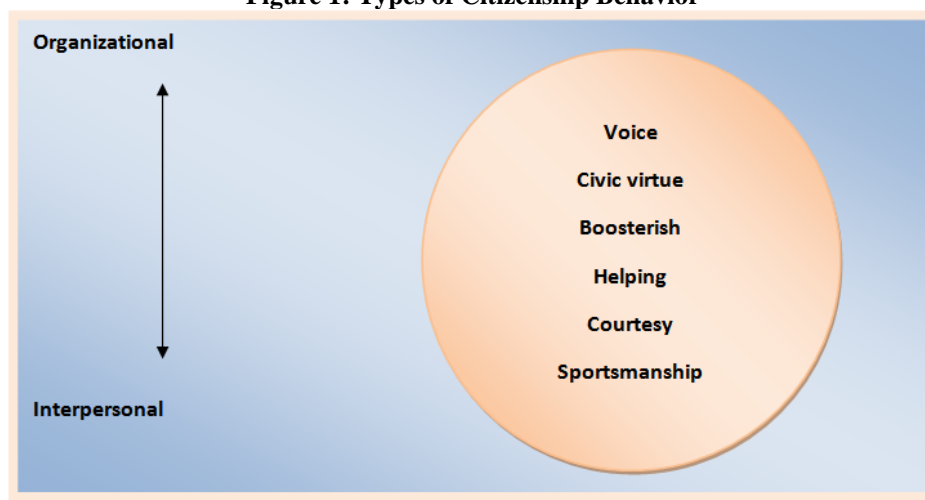 Figure 1: Types of Citizenship Behavior
Organizational
Voice
Civic virtue
Boosterish
Helping
Courtesy
Sportsmanship
Interpersonal